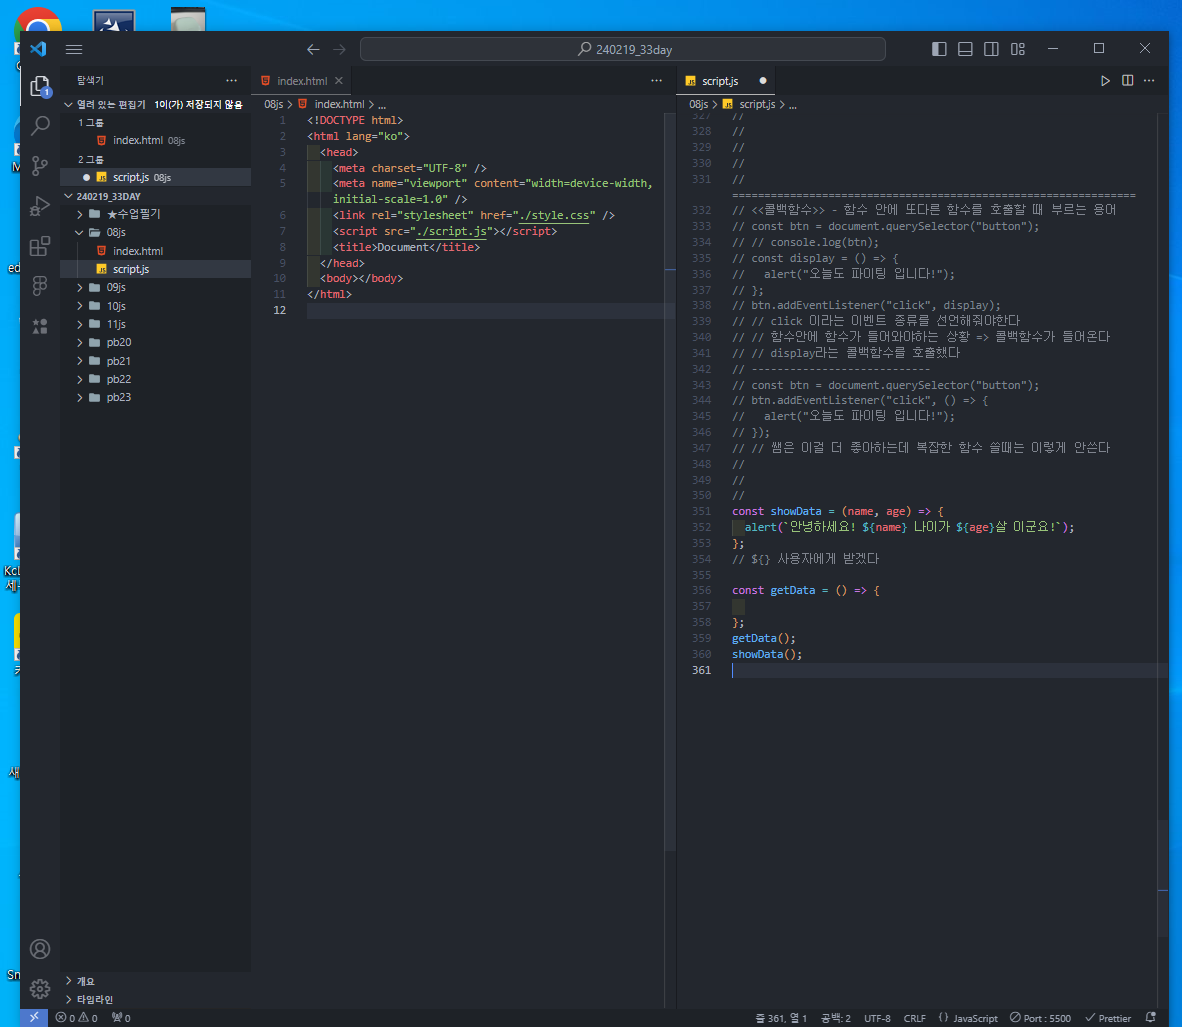 240219_33day
탐색기
열려 있는 편집기 1이(가) 저장되지 않음
1 그룹
index.html 08js
2 그룹
script.js 08js
240219_33DAY
★수업필기
08js
index.html
script.js
09js
10js
11js
pb20
pb21
pb22
pb23
개요
타임라인
index.html
08js > index.html > ...
1 <!DOCTYPE html>
2 <html lang="ko">
3 <head>
4 <meta charset="UTF-8" />
5 <meta name="viewport" content="width=device-width,
initial-scale=1.0" />
6 <link rel="stylesheet" href="./style.css" />
7 <script src="./script.js"></script>
8 <title>Document</title>
9 </head>
10 <body></body>
11 </html>
12
script.js
08js > script.js > ...
327 //
328 //
329 //
330 //
331 //
===============================================================
332 // <<콜백함수>> - 함수 안에 또다른 함수를 호출할 때 부르는 용어
333 // const btn = document.querySelector("button");
334 // // console.log(btn);
335 // const display = () => {
336 //   alert("오늘도 파이팅 입니다!");
337 // };
338 // btn.addEventListener("click", display);
339 // // click 이라는 이벤트 종류를 선언해줘야한다
340 // // 함수안에 함수가 들어와야하는 상황 => 콜백함수가 들어온다
341 // // display라는 콜백함수를 호출했다
342 // ----------------------------
343 // const btn = document.querySelector("button");
344 // btn.addEventListener("click", () => {
345 //   alert("오늘도 파이팅 입니다!");
346 // });
347 // // 쌤은 이걸 더 좋아하는데 복잡한 함수 쓸때는 이렇게 안쓴다
348 //
349 //
350 //
351 const showData = (name, age) => {
352   alert(`안녕하세요! ${name} 나이가 ${age}살 이군요!`);
353 };
354 // ${} 사용자에게 받겠다
355
356 const getData = () => {
357
358 };
359 getData();
360 showData();
361
0 0 0
줄 361, 열 1 공백: 2 UTF-8 CRLF {} JavaScript Port : 5500 Prettier